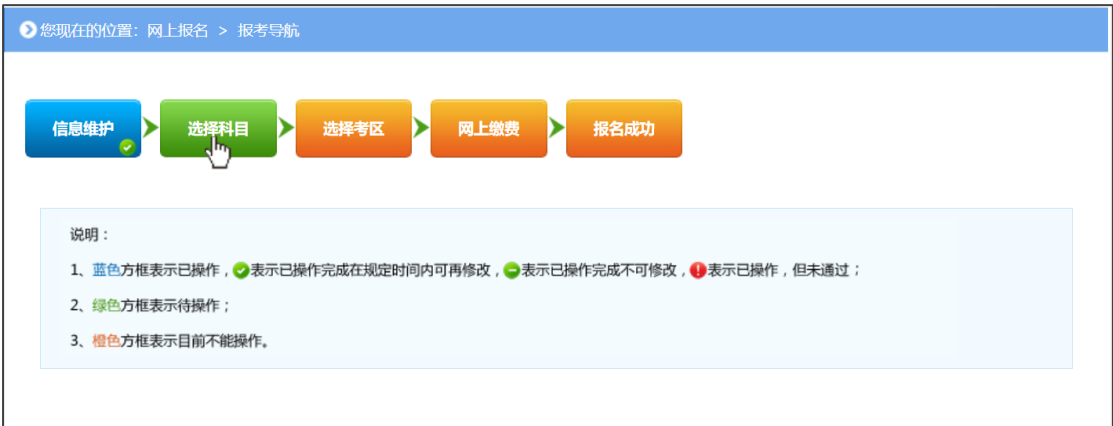 您现在的位置：网上报名 > 报考导航
信息维护 选择科目 选择考区 网上缴费 报名成功
说明：
1、蓝色方框表示已操作，表示已操作完成在规定时间内可再修改，表示已操作完成不可修改，表示已操作，但未通过；
2、绿色方框表示待操作；
3、橙色方框表示目前不能操作。